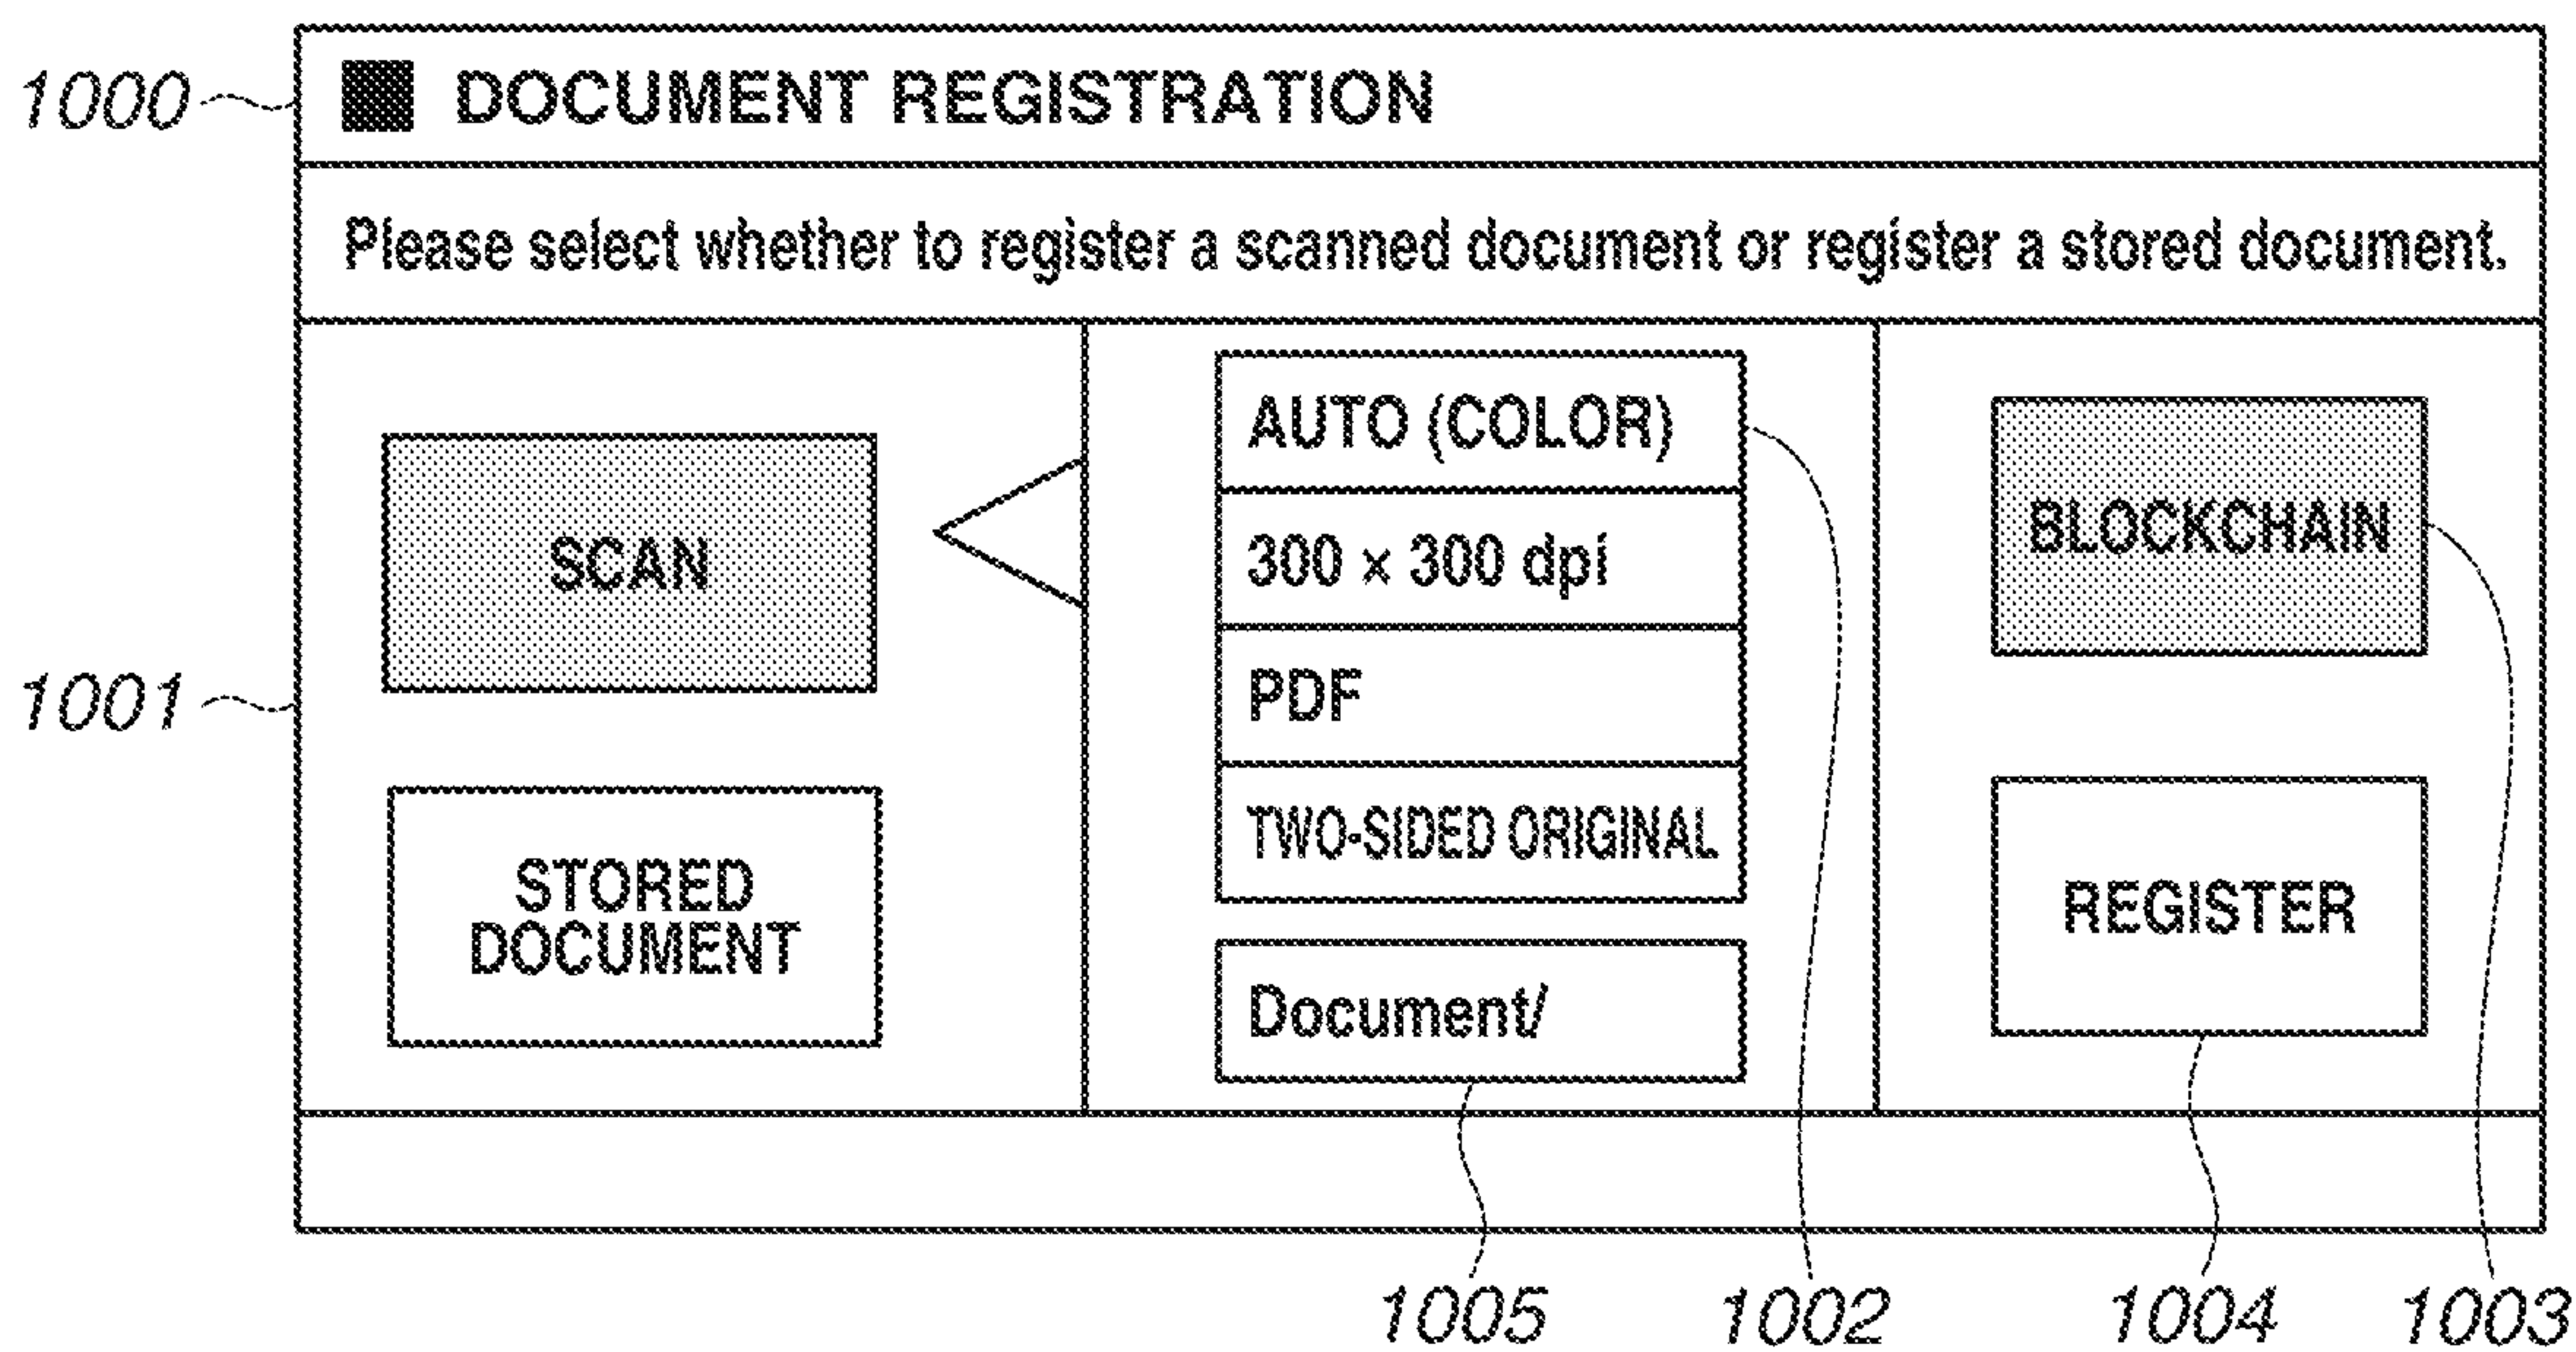 1000
DOCUMENT REGISTRATION
Please select whether to register a scanned document or register a stored document.
1001
SCAN
STORED
DOCUMENT
AUTO (COLOR)
300 × 300 dpi
PDF
TWO-SIDED ORIGINAL
Document/
BLOCKCHAIN
REGISTER
1005
1002
1004
1003